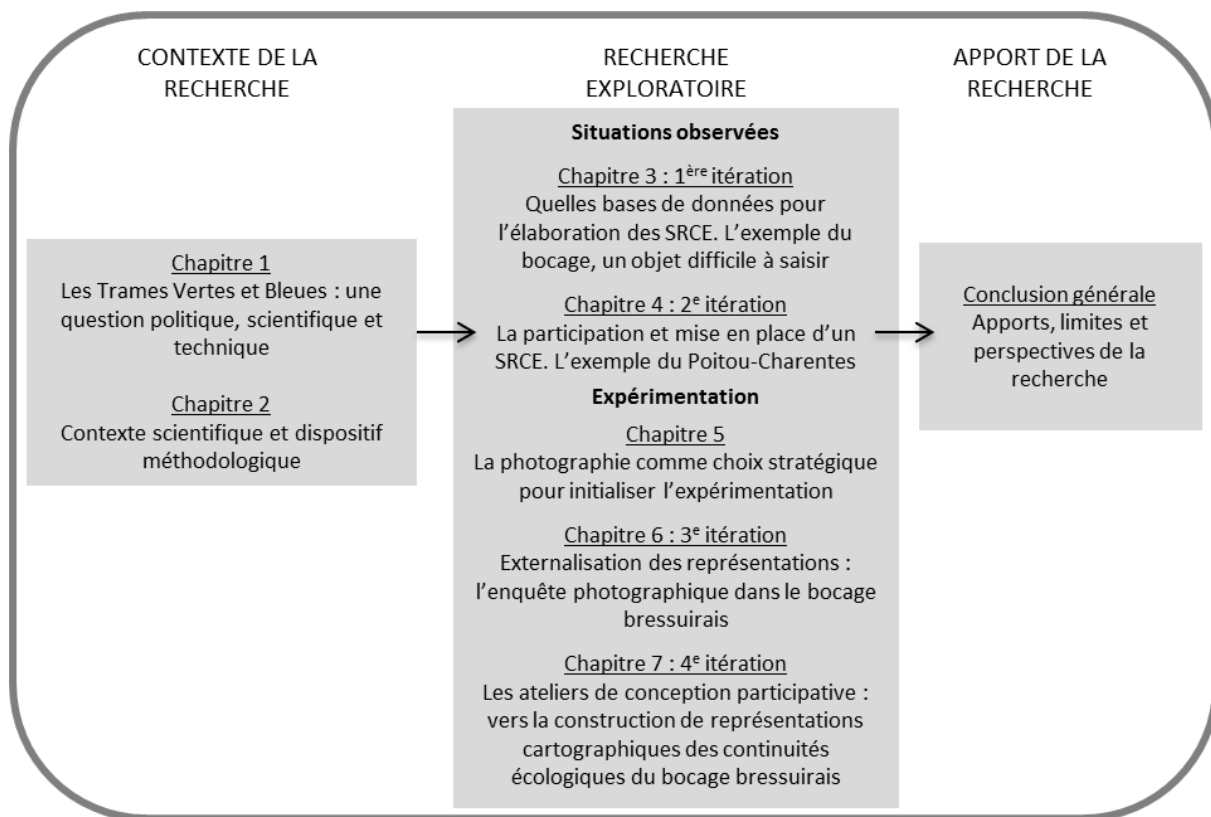 CONTEXTE DE LA
RECHERCHE
Chapitre 1
Les Trames Vertes et Bleues : une
question politique, scientifique et
technique
Chapitre 2
Contexte scientifique et dispositif
méthodologique
RECHERCHE
EXPLORATOIRE
Situations observées
Chapitre 3 : 1ère itération
Quelles bases de données pour
l’élaboration des SRCE. L’exemple du
bocage, un objet difficile à saisir
Chapitre 4 : 2e itération
La participation et mise en place d’un
SRCE. L’exemple du Poitou-Charentes
Expérimentation
Chapitre 5
La photographie comme choix stratégique
pour initialiser l’expérimentation
Chapitre 6 : 3e itération
Externalisation des représentations :
l’enquête photographique dans le bocage
bressuirais
Chapitre 7 : 4e itération
Les ateliers de conception participative :
vers la construction de représentations
cartographiques des continuités
écologiques du bocage bressuirais
APPORT DE LA
RECHERCHE
Conclusion générale
Apports, limites et
perspectives de la
recherche